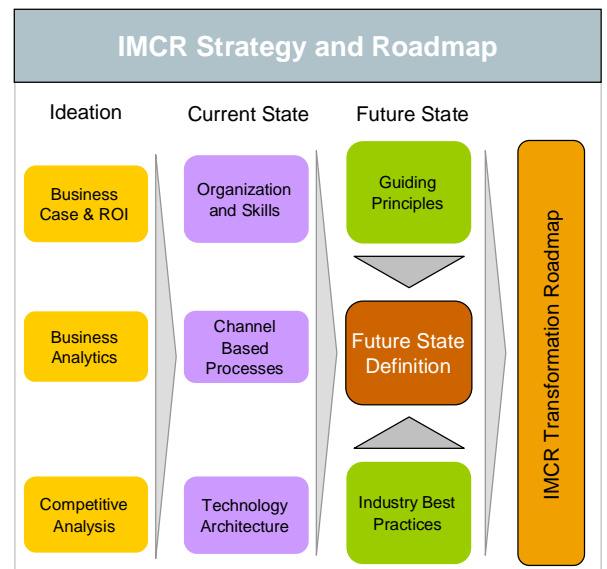 IMCR Strategy and Roadmap
Ideation
Current State
Future State
Business
Case & ROI
Organization
and Skills
Guiding
Principles
Business
Analytics
Channel
Based
Processes
Future State
Definition
Competitive
Analysis
Technology
Architecture
Industry Best
Practices
IMCR Transformation Roadmap